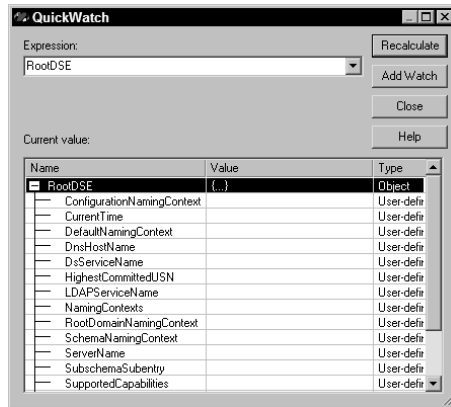 QuickWatch
Expression:
Recalculate
RootDSE
Add Watch
Close
Current value:
Help
Name Value Type
RootDSE {...} Object
ConfigurationNamingContext User-defir
CurrentTime User-defir
DefaultNamingContext User-defir
DnsHostName User-defir
DsServiceName User-defir
HighestCommittedUSN User-defir
LDAPServiceName User-defir
NamingContexts User-defir
RootDomainNamingContext User-defir
SchemaNamingContext User-defir
ServerName User-defir
SubschemaSubentry User-defir
SupportedCapabilities User-defir